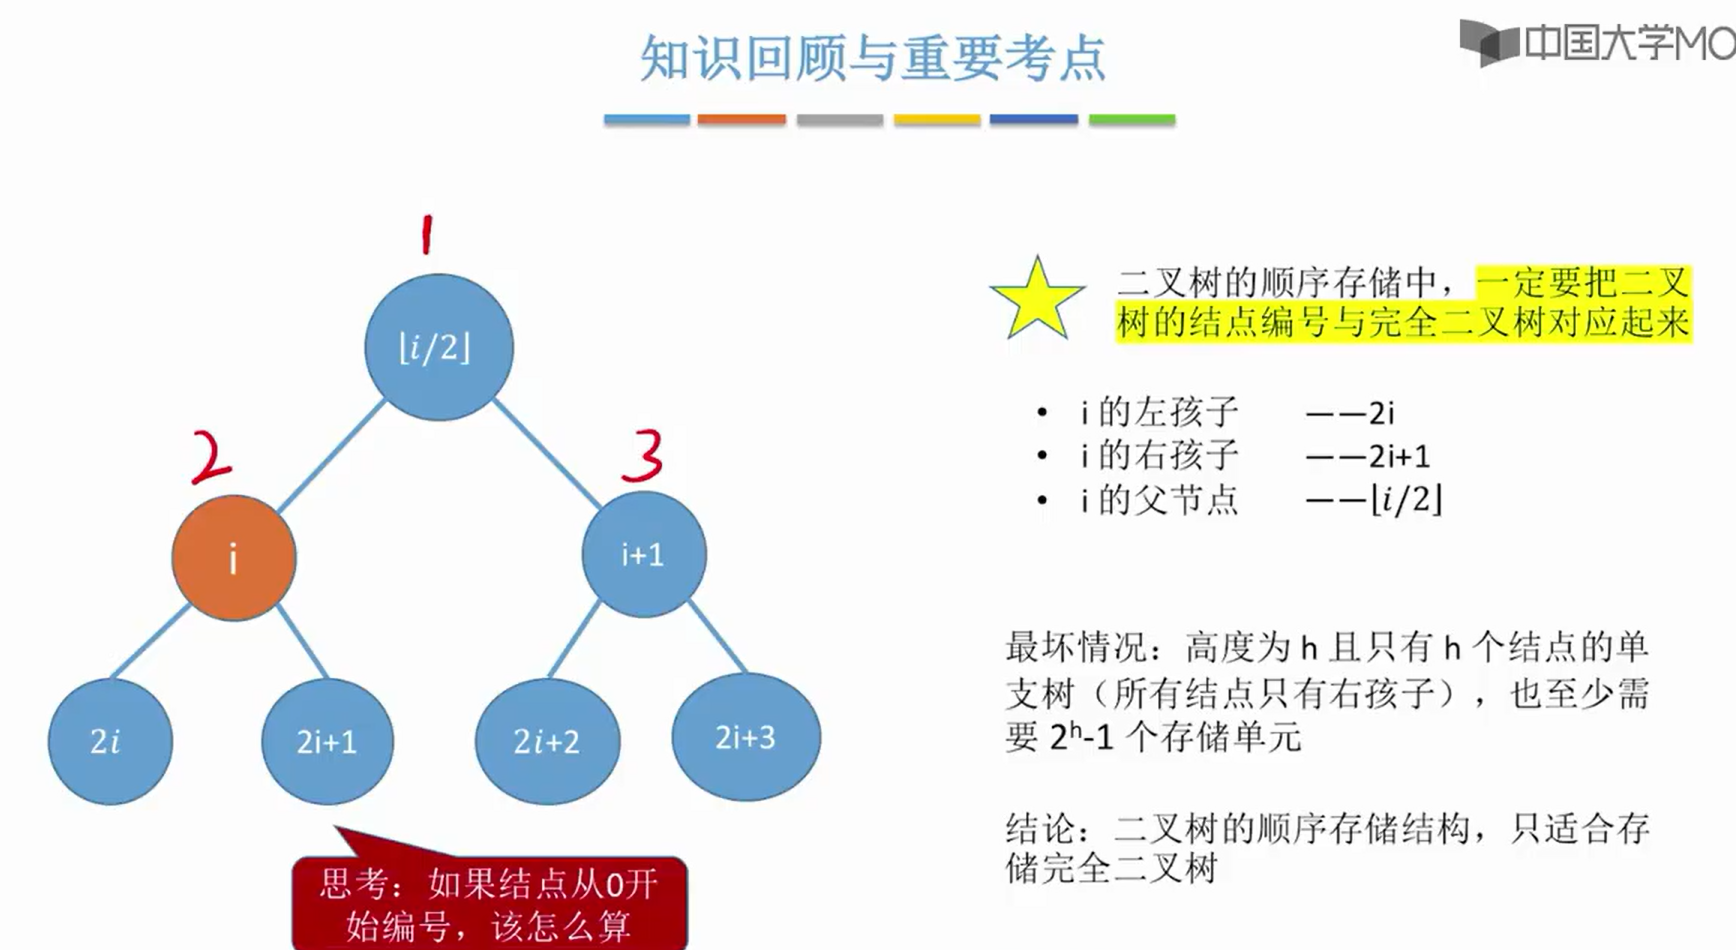 知识回顾与重要考点
中国大学MO
1
⌊i/2⌋
2
3
i
i+1
2i
2i+1
2i+2
2i+3
思考：如果结点从0开
始编号，该怎么算
二叉树的顺序存储中，一定要把二叉
树的结点编号与完全二叉树对应起来
• i 的左孩子 ——2i
• i 的右孩子 ——2i+1
• i 的父节点 ——⌊i/2⌋
最坏情况：高度为 h 且只有 h 个结点的单
支树（所有结点只有右孩子），也至少需
要 2ʰ-1 个存储单元
结论：二叉树的顺序存储结构，只适合存
储完全二叉树